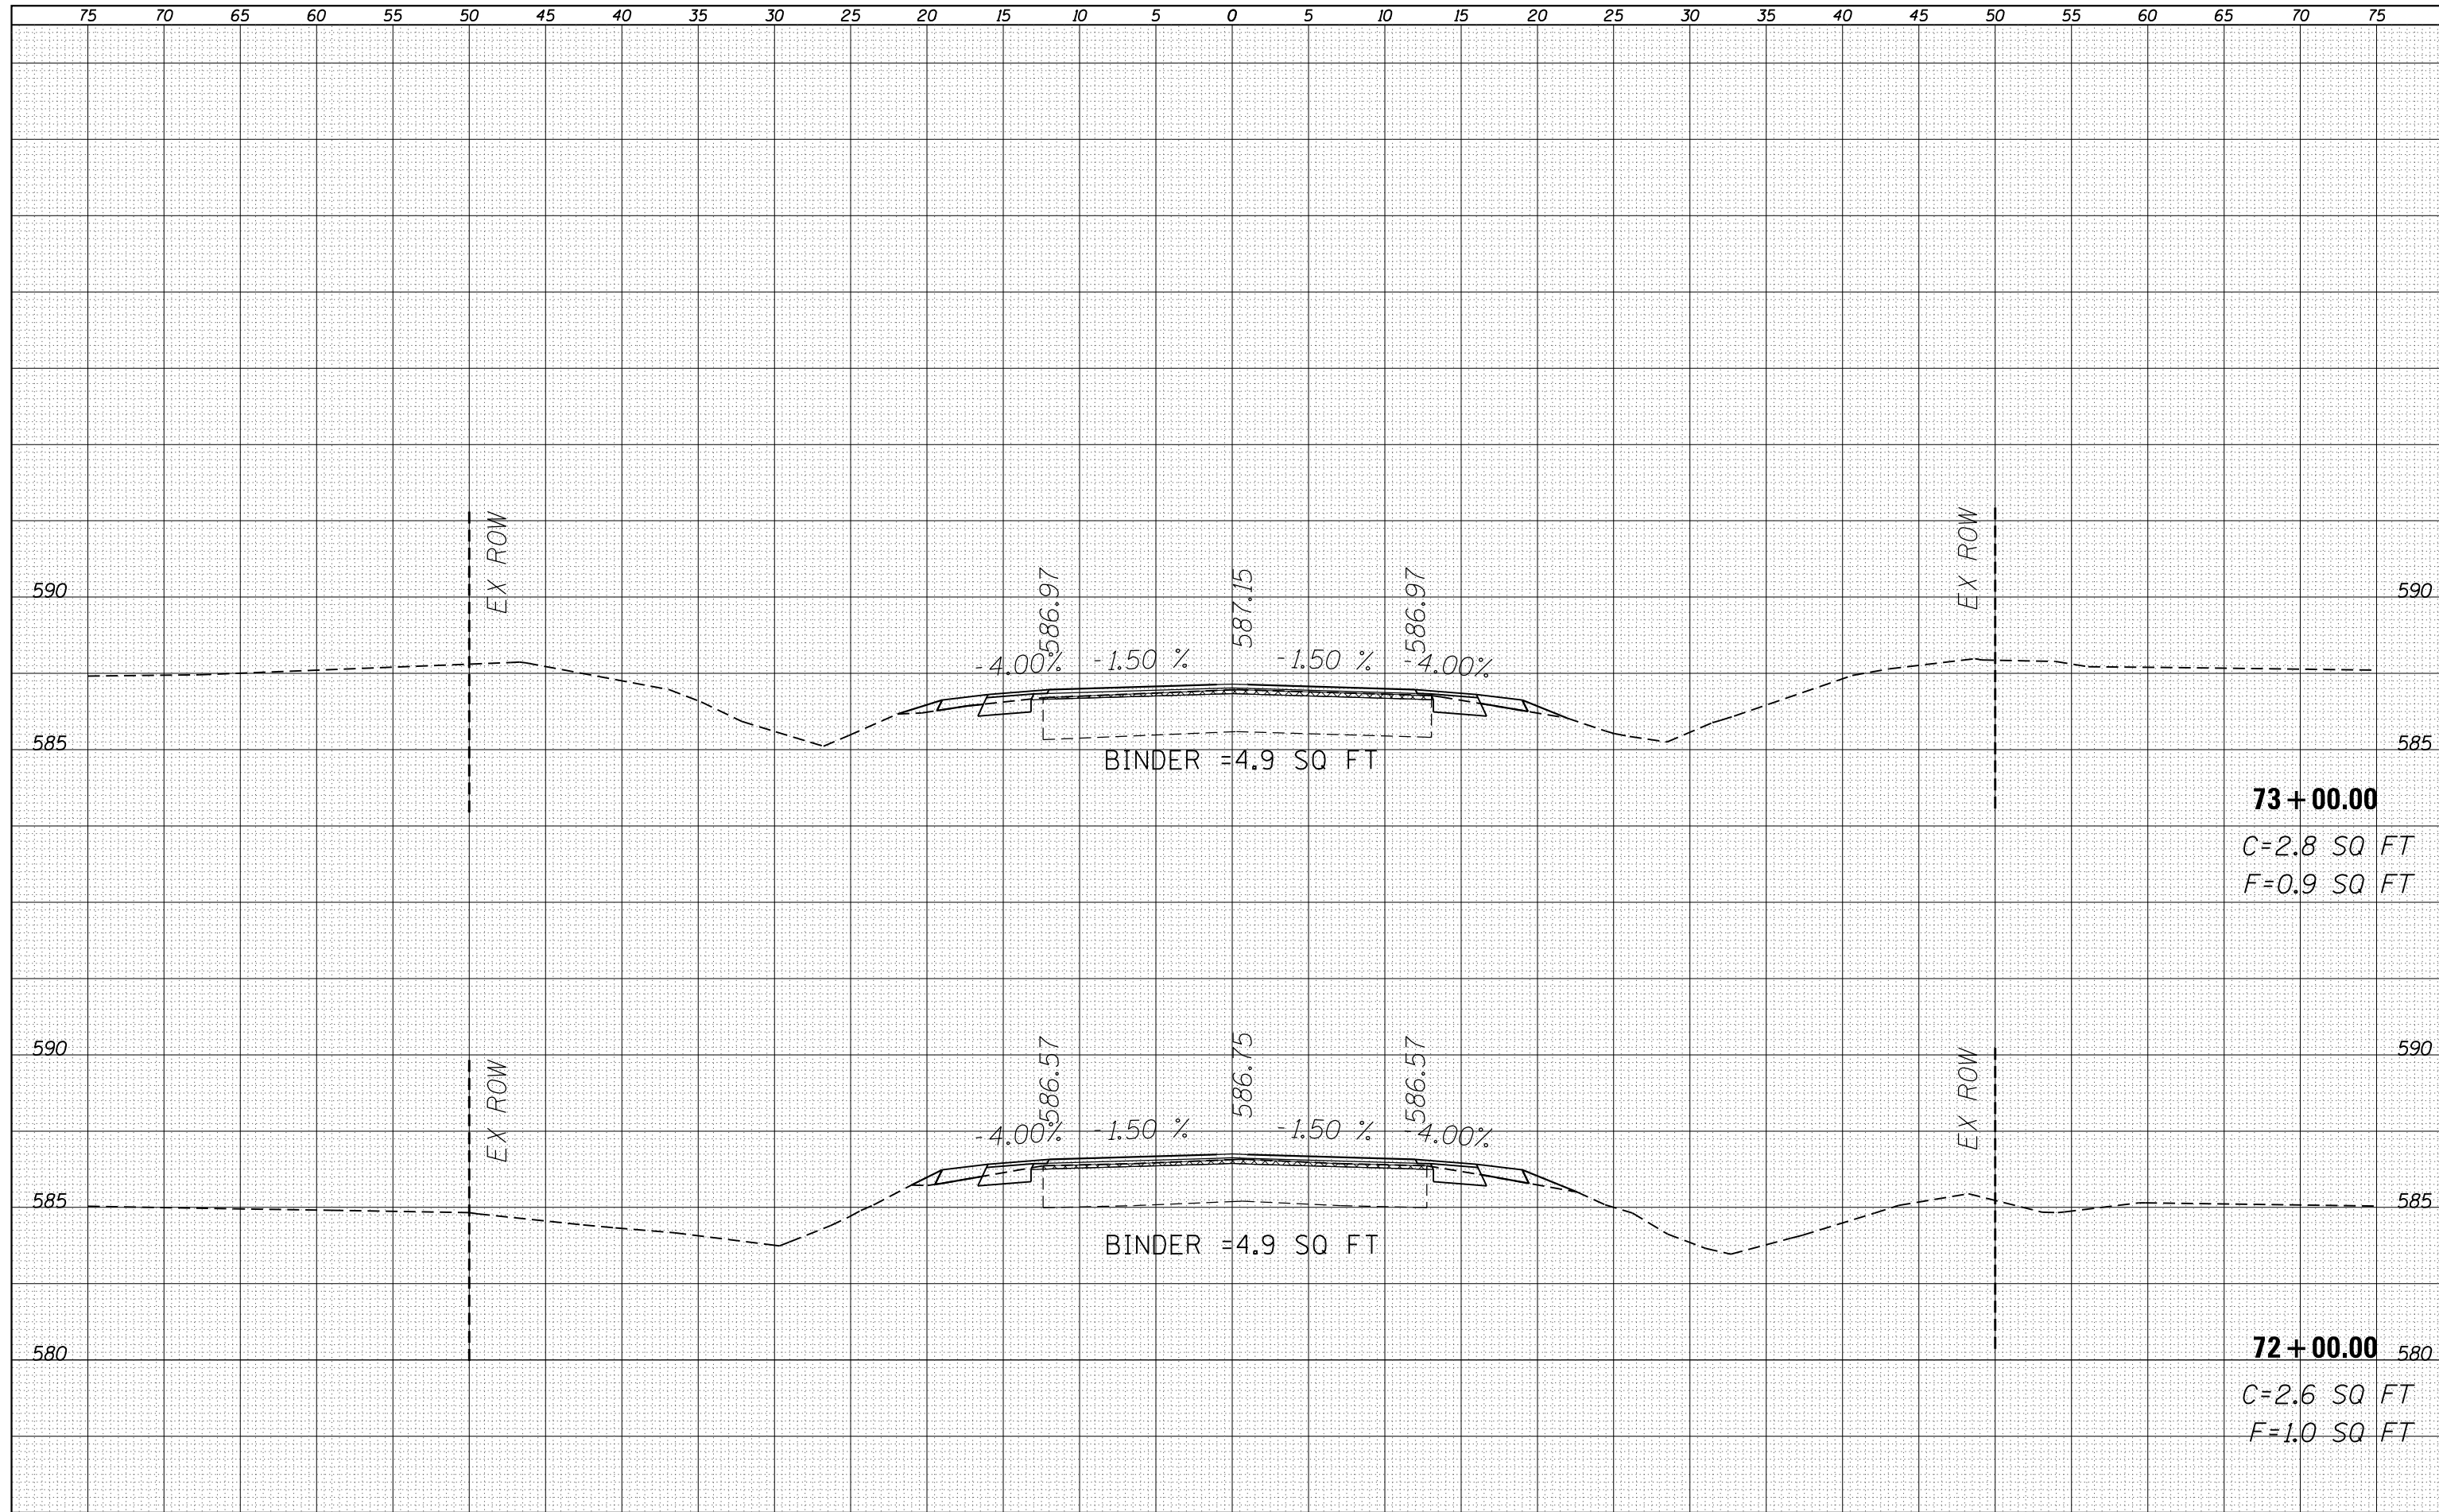 75 70 65 60 55 50 45 40 35 30 25 20 15 10 5 0 5 10 15 20 25 30 35 40 45 50 55 60 65 70 75
EX ROW
EX ROW
586.97
587.15
586.97
590 590
-4.00% -1.50 % -1.50 % -4.00%
585 585
BINDER =4.9 SQ FT
73+00.00
C=2.8 SQ FT
F=0.9 SQ FT
EX ROW
EX ROW
586.57
586.75
586.57
590 590
-4.00% -1.50 % -1.50 % -4.00%
585 585
BINDER =4.9 SQ FT
580 72+00.00 580
C=2.6 SQ FT
F=1.0 SQ FT